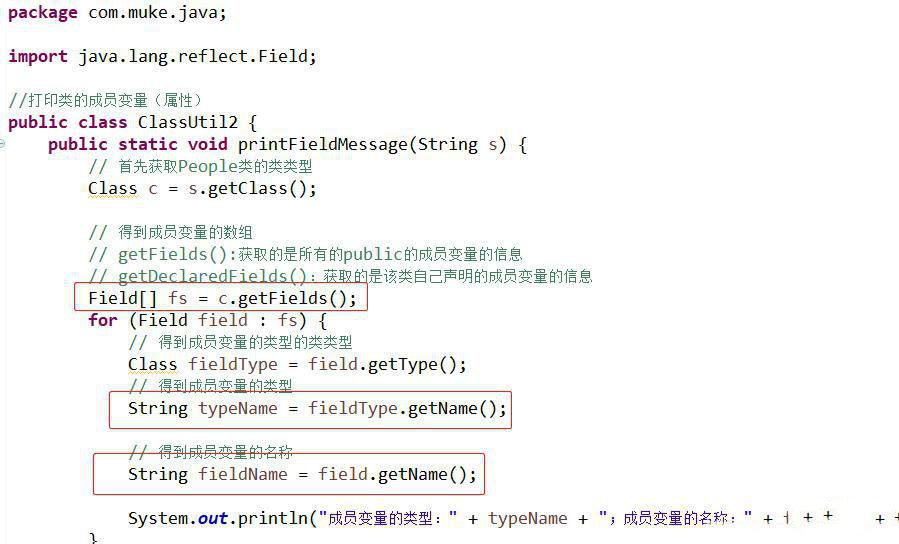 package com.muke.java;
import java.lang.reflect.Field;
//打印类的成员变量（属性）
public class ClassUtil2 {
public static void printFieldMessage(String s) {
// 首先获取People类的类类型
Class c = s.getClass();
// 得到成员变量的数组
// getFields():获取的是所有的public的成员变量的信息
// getDeclaredFields()：获取的是该类自己声明的成员变量的信息
Field[] fs = c.getFields();
for (Field field : fs) {
// 得到成员变量的类型的类类型
Class fieldType = field.getType();
// 得到成员变量的类型
String typeName = fieldType.getName();
// 得到成员变量的名称
String fieldName = field.getName();
System.out.println("成员变量的类型：" + typeName + "；成员变量的名称：" +
}